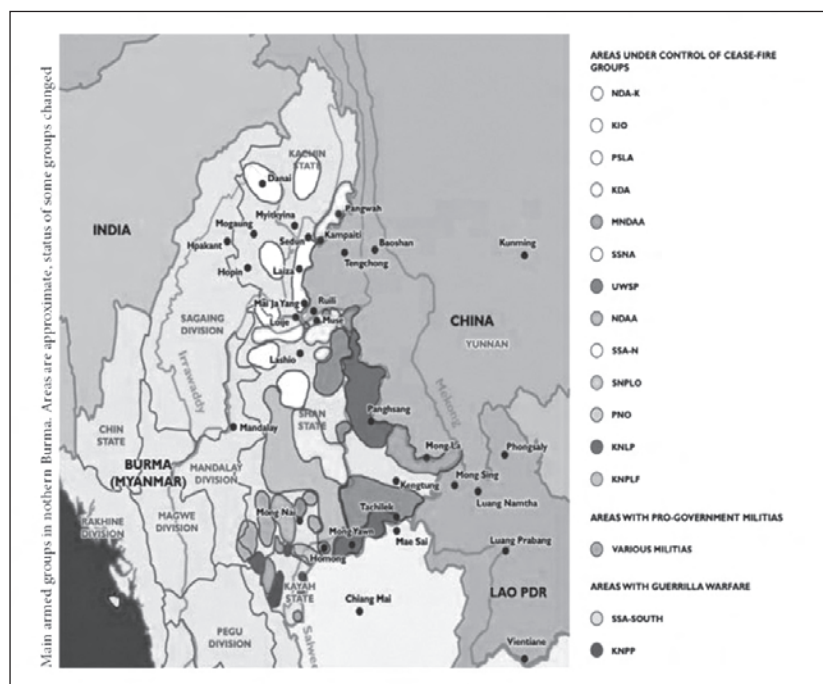 Main armed groups in nothern Burma. Areas are approximate, status of some groups changed
INDIA
KACHIN
STATE
Danai
Myitkyina
Pangwah
Mogaung
Hpakant
Sedun
Kampaiti
Baoshan
Tengchong
Kunming
Hopin
Laiza
Mai Ja Yang
Ruili
Loije
Muse
SAGAING
DIVISION
CHINA
YUNNAN
Irrawaddy
Lashio
Mekong
SHAN
STATE
Panghsang
Mandalay
CHIN
STATE
BURMA
(MYANMAR)
MANDALAY
DIVISION
Mong La
Phongsaly
Kengtung
Mong Sing
Luang Namtha
RAKHINE
DIVISION
MAGWE
DIVISION
Mong Nai
Tachilek
Mong Yawn
Mae Sai
Luang Prabang
Homong
KAYAH
STATE
Chiang Mai
LAO PDR
PEGU
DIVISION
Salween
Vientiane
AREAS UNDER CONTROL OF CEASE-FIRE
GROUPS
NDA-K
KIO
PSLA
KDA
MNDAA
SSNA
UWSP
NDAA
SSA-N
SNPLO
PNO
KNLP
KNPLF
AREAS WITH PRO-GOVERNMENT MILITIAS
VARIOUS MILITIAS
AREAS WITH GUERRILLA WARFARE
SSA-SOUTH
KNPP